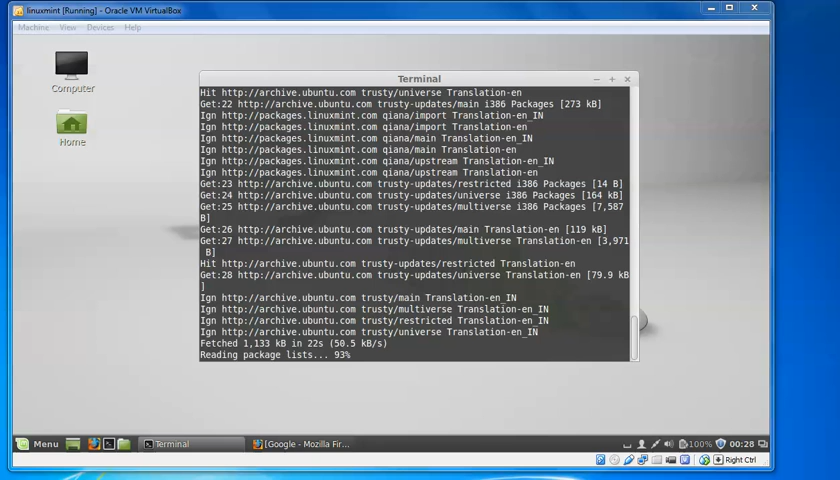 linuxmint [Running] - Oracle VM VirtualBox
Machine View Devices Help
Computer
Home
Terminal
Hit http://archive.ubuntu.com trusty/universe Translation-en
Get:22 http://archive.ubuntu.com trusty-updates/main i386 Packages [273 kB]
Ign http://packages.linuxmint.com qiana/import Translation-en_IN
Ign http://packages.linuxmint.com qiana/import Translation-en
Ign http://packages.linuxmint.com qiana/main Translation-en_IN
Ign http://packages.linuxmint.com qiana/main Translation-en
Ign http://packages.linuxmint.com qiana/upstream Translation-en_IN
Ign http://packages.linuxmint.com qiana/upstream Translation-en
Get:23 http://archive.ubuntu.com trusty-updates/restricted i386 Packages [14 B]
Get:24 http://archive.ubuntu.com trusty-updates/universe i386 Packages [164 kB]
Get:25 http://archive.ubuntu.com trusty-updates/multiverse i386 Packages [7,587
B]
Get:26 http://archive.ubuntu.com trusty-updates/main Translation-en [119 kB]
Get:27 http://archive.ubuntu.com trusty-updates/multiverse Translation-en [3,971
B]
Hit http://archive.ubuntu.com trusty-updates/restricted Translation-en
Get:28 http://archive.ubuntu.com trusty-updates/universe Translation-en [79.9 kB
]
Ign http://archive.ubuntu.com trusty/main Translation-en_IN
Ign http://archive.ubuntu.com trusty/multiverse Translation-en_IN
Ign http://archive.ubuntu.com trusty/restricted Translation-en_IN
Ign http://archive.ubuntu.com trusty/universe Translation-en_IN
Fetched 1,133 kB in 22s (50.5 kB/s)
Reading package lists... 93%
Menu Terminal [Google - Mozilla Fir... 100% 00:28
Right Ctrl